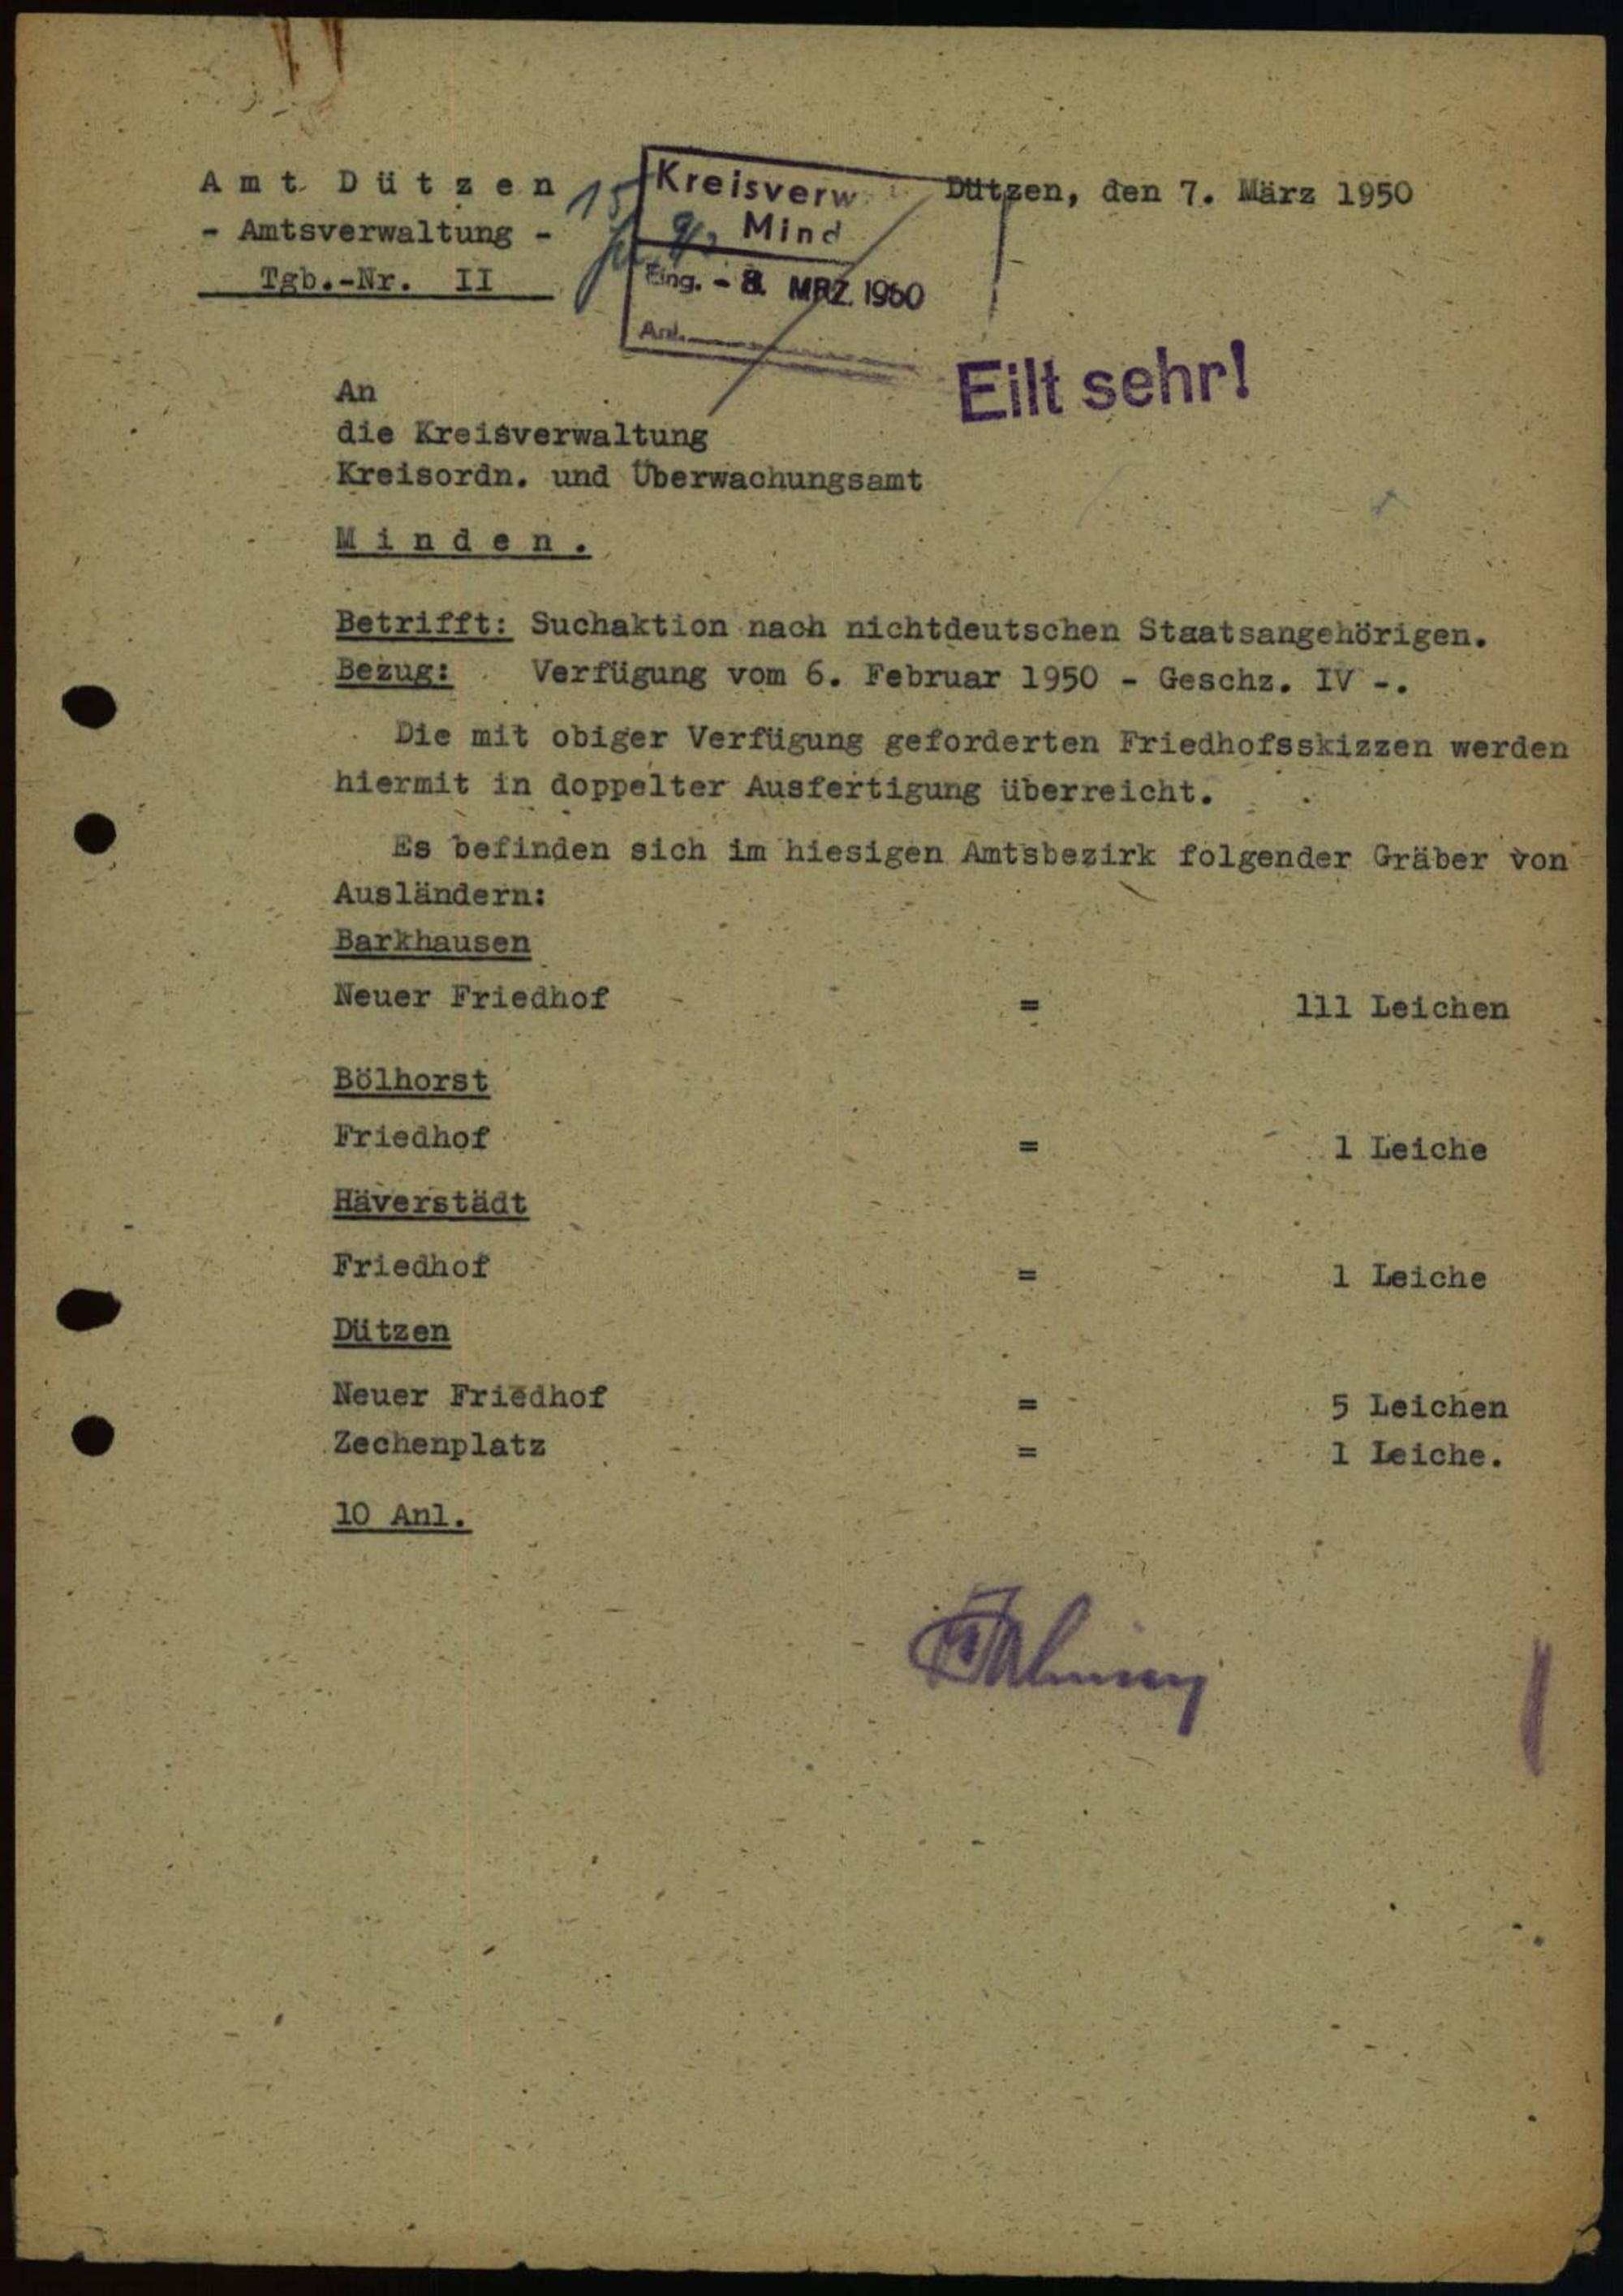 Amt Dützen
- Amtsverwaltung -
Tgb.-Nr. II
Kreisverw
Mind
Eing. - 8. MRZ. 1950
Anl.
Dützen, den 7. März 1950
Eilt sehr!
An
die Kreisverwaltung
Kreisordn. und Überwachungsamt
Minden.
Betrifft: Suchaktion nach nichtdeutschen Staatsangehörigen.
Bezug: Verfügung vom 6. Februar 1950 - Geschz. IV -.
Die mit obiger Verfügung geforderten Friedhofsskizzen werden
hiermit in doppelter Ausfertigung überreicht.
Es befinden sich im hiesigen Amtsbezirk folgender Gräber von
Ausländern:
Barkhausen
Neuer Friedhof = 111 Leichen
Bölhorst
Friedhof = 1 Leiche
Häverstädt
Friedhof = 1 Leiche
Dützen
Neuer Friedhof = 5 Leichen
Zechenplatz = 1 Leiche.
10 Anl.